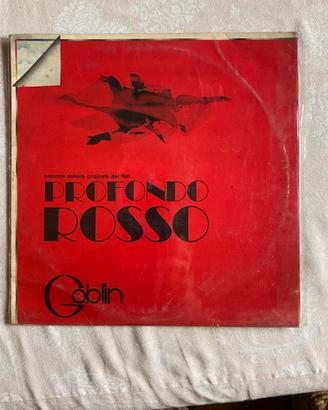 colonna sonora originale del film
PROFONDO
ROSSO
Goblin